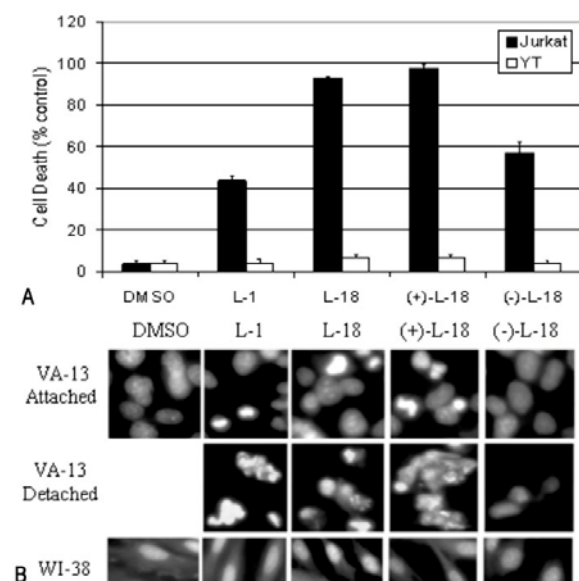 120
100
80
60
40
20
0
Cell Death (% control)
Jurkat
YT
A
DMSO L-1 L-18 (+)-L-18 (-)-L-18
DMSO L-1 L-18 (+)-L-18 (-)-L-18
VA-13
Attached
VA-13
Detached
B
WI-38